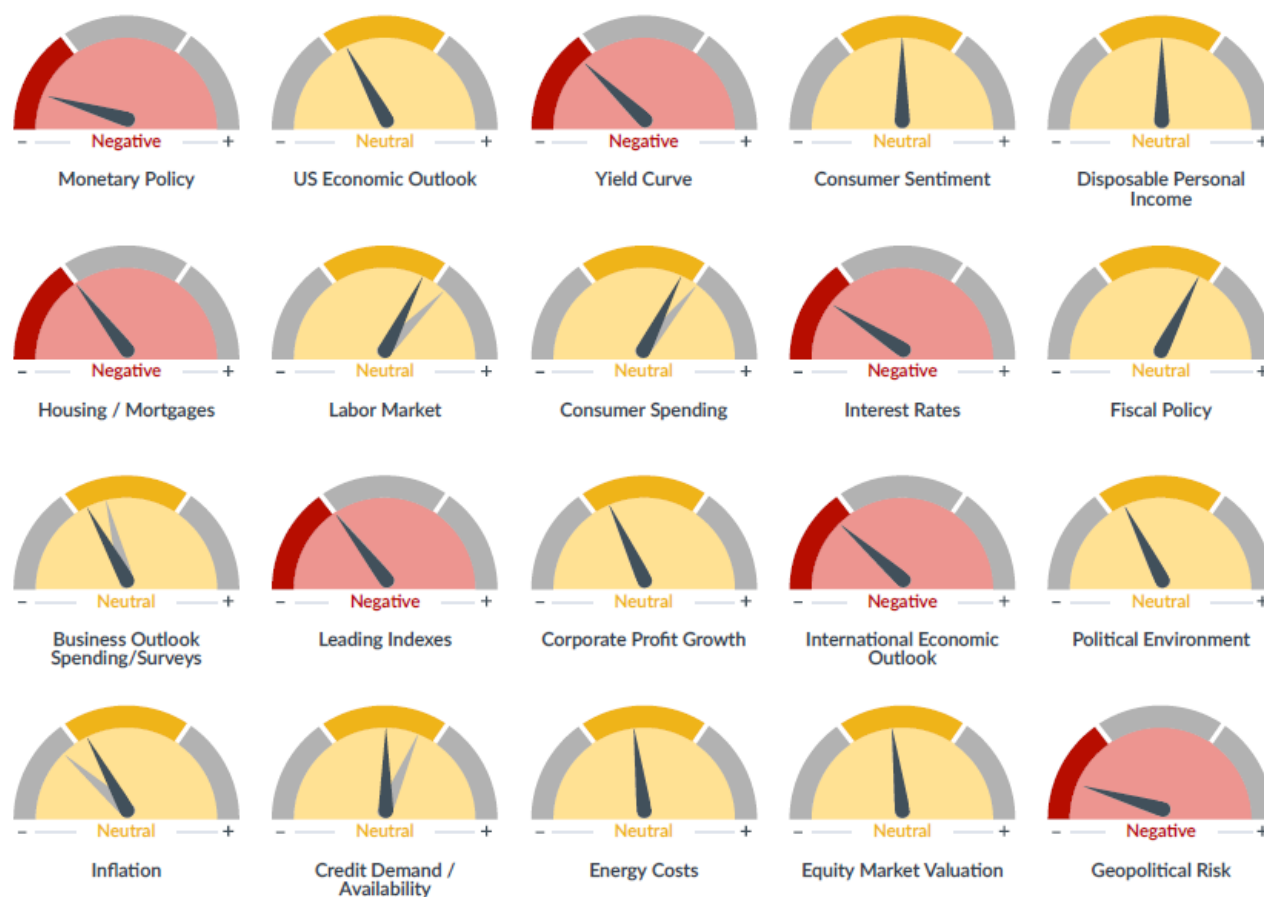 – Negative +
– Neutral +
– Negative +
– Neutral +
– Neutral +
Monetary Policy
US Economic Outlook
Yield Curve
Consumer Sentiment
Disposable Personal
Income
– Negative +
– Neutral +
– Neutral +
– Negative +
– Neutral +
Housing / Mortgages
Labor Market
Consumer Spending
Interest Rates
Fiscal Policy
– Neutral +
– Negative +
– Neutral +
– Negative +
– Neutral +
Business Outlook
Spending/Surveys
Leading Indexes
Corporate Profit Growth
International Economic
Outlook
Political Environment
– Neutral +
– Neutral +
– Neutral +
– Neutral +
– Negative +
Inflation
Credit Demand /
Availability
Energy Costs
Equity Market Valuation
Geopolitical Risk